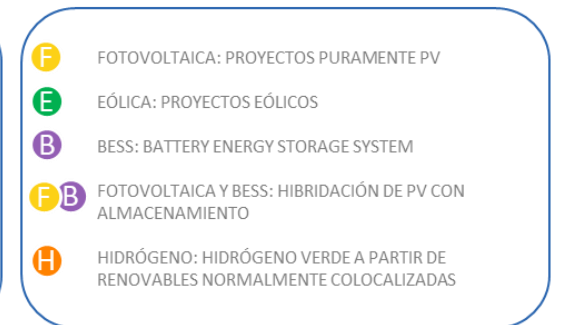 F FOTOVOLTAICA: PROYECTOS PURAMENTE PV
E EÓLICA: PROYECTOS EÓLICOS
B BESS: BATTERY ENERGY STORAGE SYSTEM
F B FOTOVOLTAICA Y BESS: HIBRIDACIÓN DE PV CON
ALMACENAMIENTO
H HIDRÓGENO: HIDRÓGENO VERDE A PARTIR DE
RENOVABLES NORMALMENTE COLOCALIZADAS